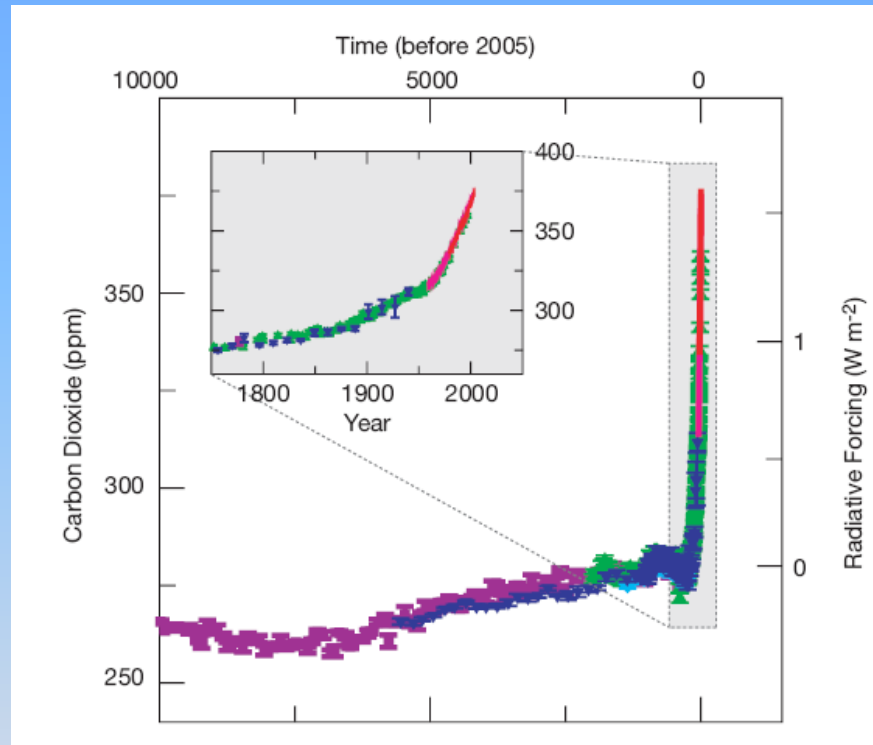 Time (before 2005)
10000 5000 0
400
350
300
1800 1900 2000
Year
350
300
250
Carbon Dioxide (ppm)
1
0
Radiative Forcing (W m-2)